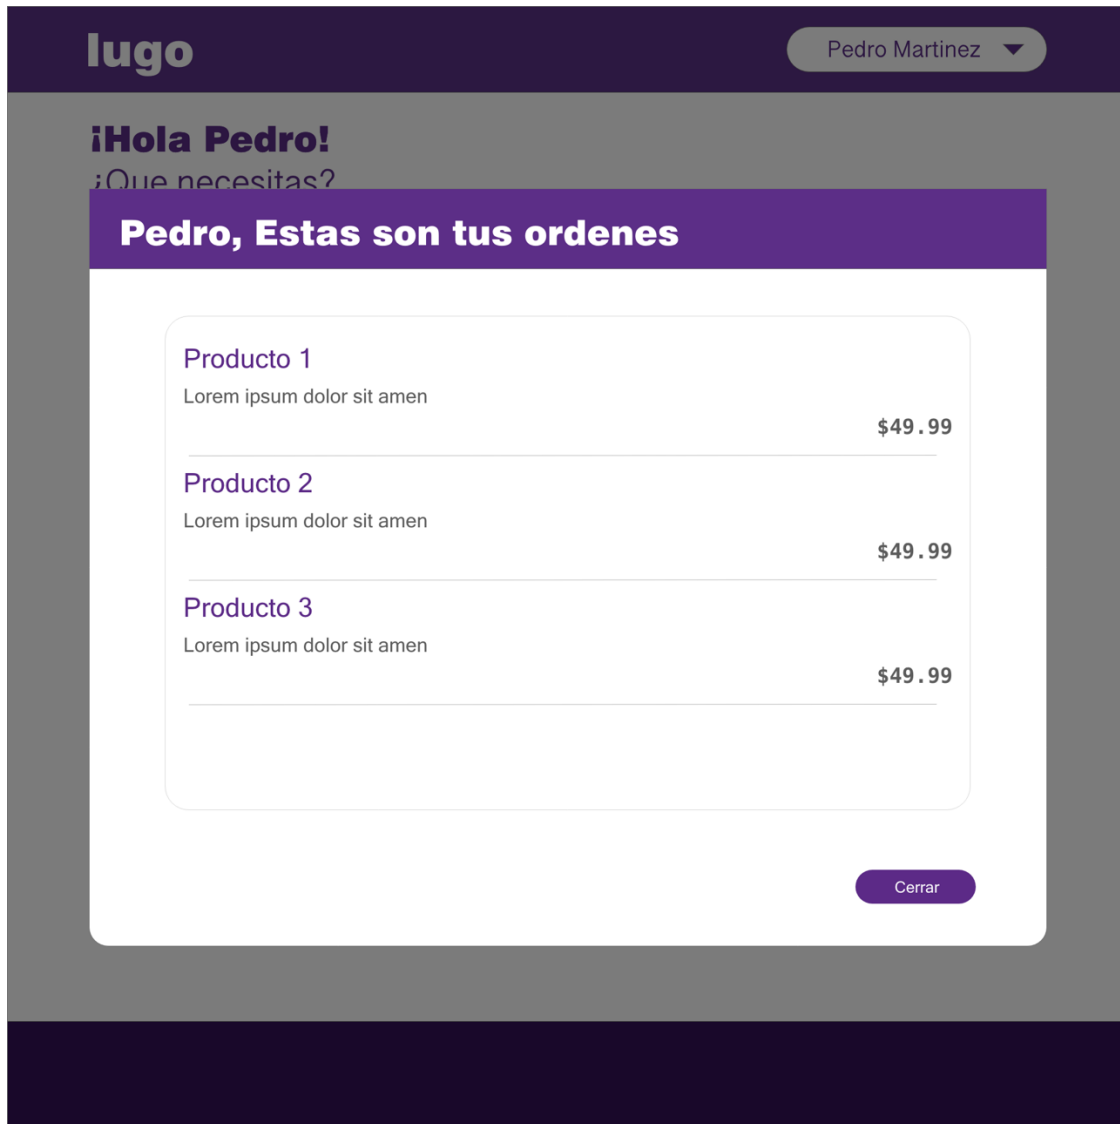 lugo
Pedro Martinez
¡Hola Pedro!
¿Que necesitas?
Pedro, Estas son tus ordenes
Producto 1
Lorem ipsum dolor sit amen
$49.99
Producto 2
Lorem ipsum dolor sit amen
$49.99
Producto 3
Lorem ipsum dolor sit amen
$49.99
Cerrar